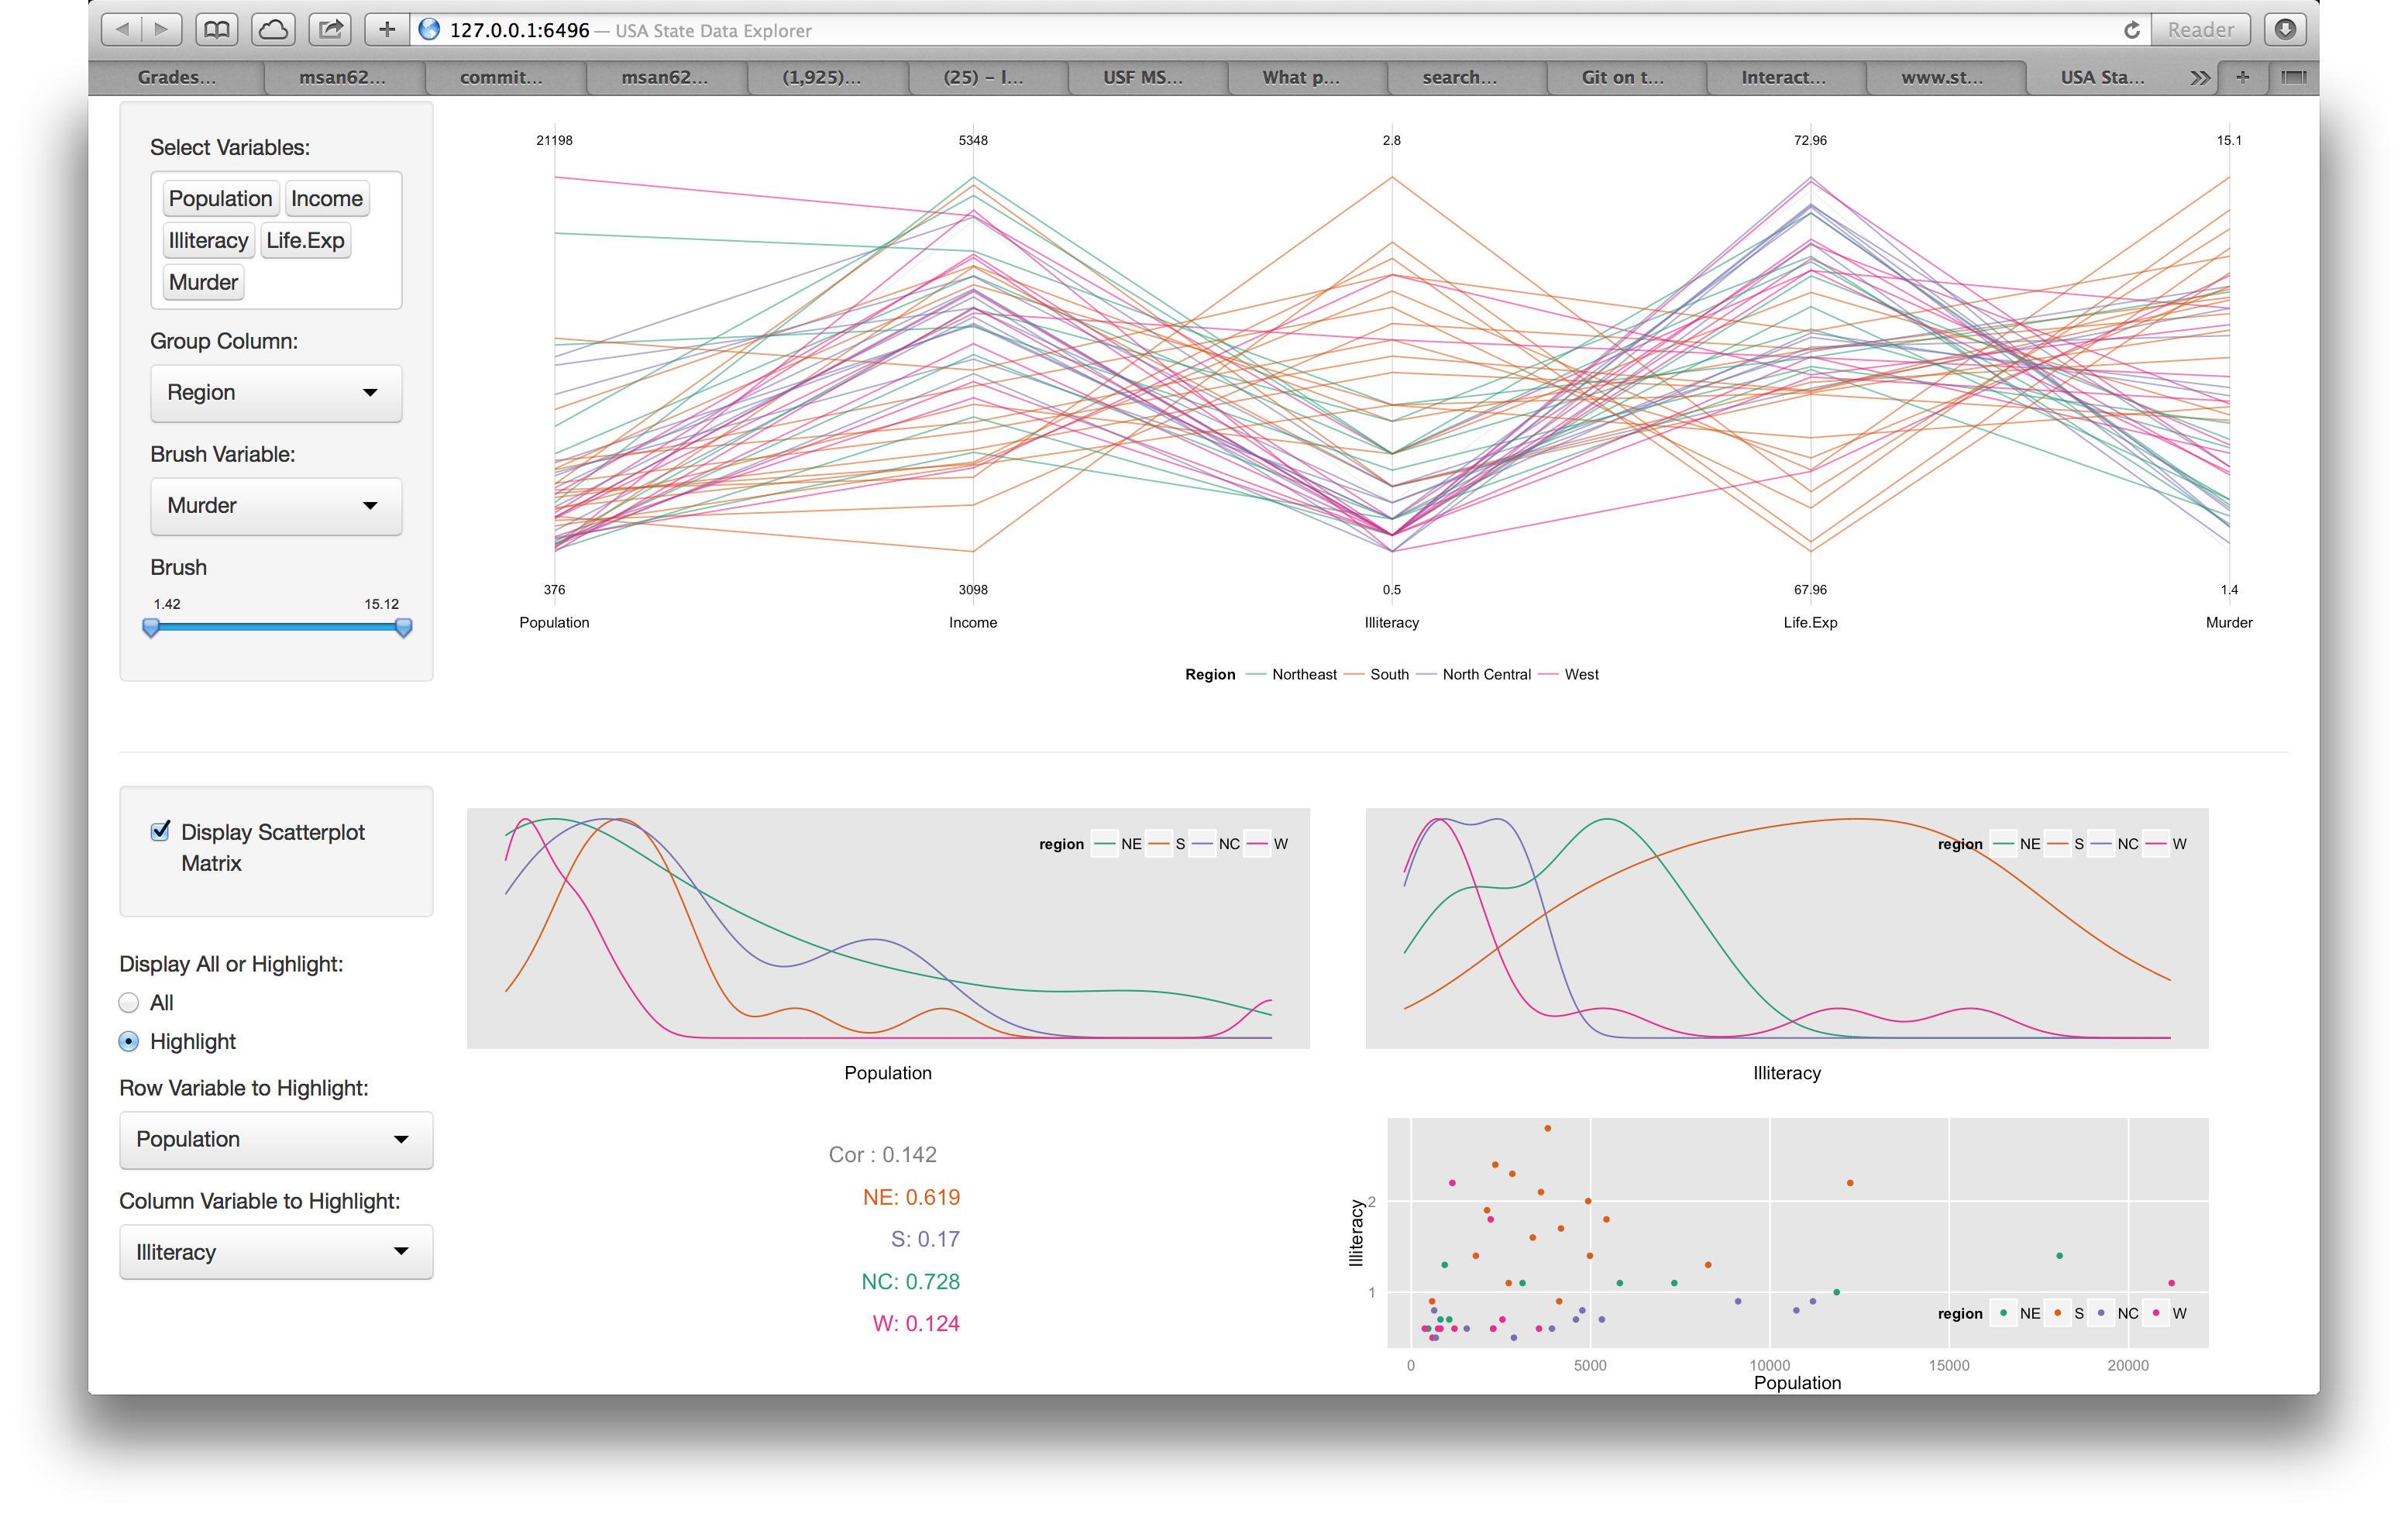 127.0.0.1:6496 — USA State Data Explorer
Reader
Grades... msan62... commit... msan62... (1,925)... (25) – I... USF MS... What p... search... Git on t... Interact... www.st... USA Sta...
Select Variables:
Population Income
Illiteracy Life.Exp
Murder
Group Column:
Region
Brush Variable:
Murder
Brush
1.42 15.12
21198 5348 2.8 72.96 15.1
376 3098 0.5 67.96 1.4
Population Income Illiteracy Life.Exp Murder
Region Northeast South North Central West
Display Scatterplot
Matrix
Display All or Highlight:
All
Highlight
Row Variable to Highlight:
Population
Column Variable to Highlight:
Illiteracy
region NE S NC W
Population
region NE S NC W
Illiteracy
Cor : 0.142
NE: 0.619
S: 0.17
NC: 0.728
W: 0.124
Illiteracy
2
1
region NE S NC W
0 5000 10000 15000 20000
Population